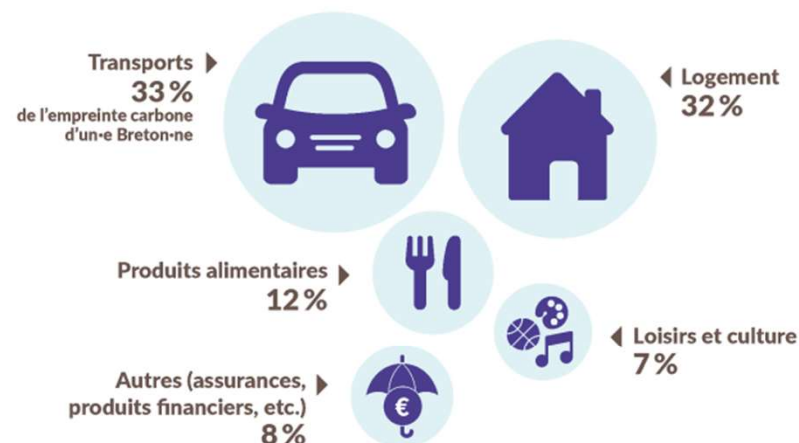 Transports
33 %
de l'empreinte carbone
d'un·e Breton·ne
Logement
32 %
Produits alimentaires
12 %
Loisirs et culture
7 %
Autres (assurances,
produits financiers, etc.)
8 %
€